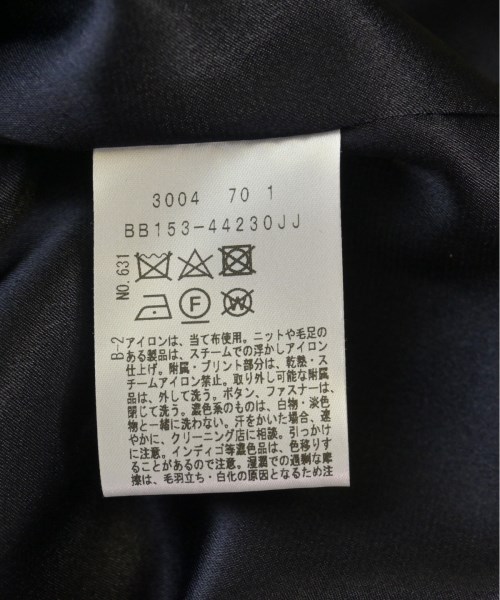 3004 70 1
BB153-44230JJ
NO.631
F
W
B-2
アイロンは、当て布使用。ニットや毛足の
ある製品は、スチームでの浮かしアイロン
仕上げ。附属・プリント部分は、乾熱・ス
チームアイロン禁止。取り外し可能な附属
品は、外して洗う。ボタン、ファスナーは、
閉じて洗う。濃色系のものは、白物・淡色
物と一緒に洗わない。汗をかいた場合、速
やかに、クリーニング店に相談。引っかけ
に注意。インディゴ等濃色品は、色移りす
ることがあるので注意。湿潤での過剰な摩
擦は、毛羽立ち・白化の原因となるため注